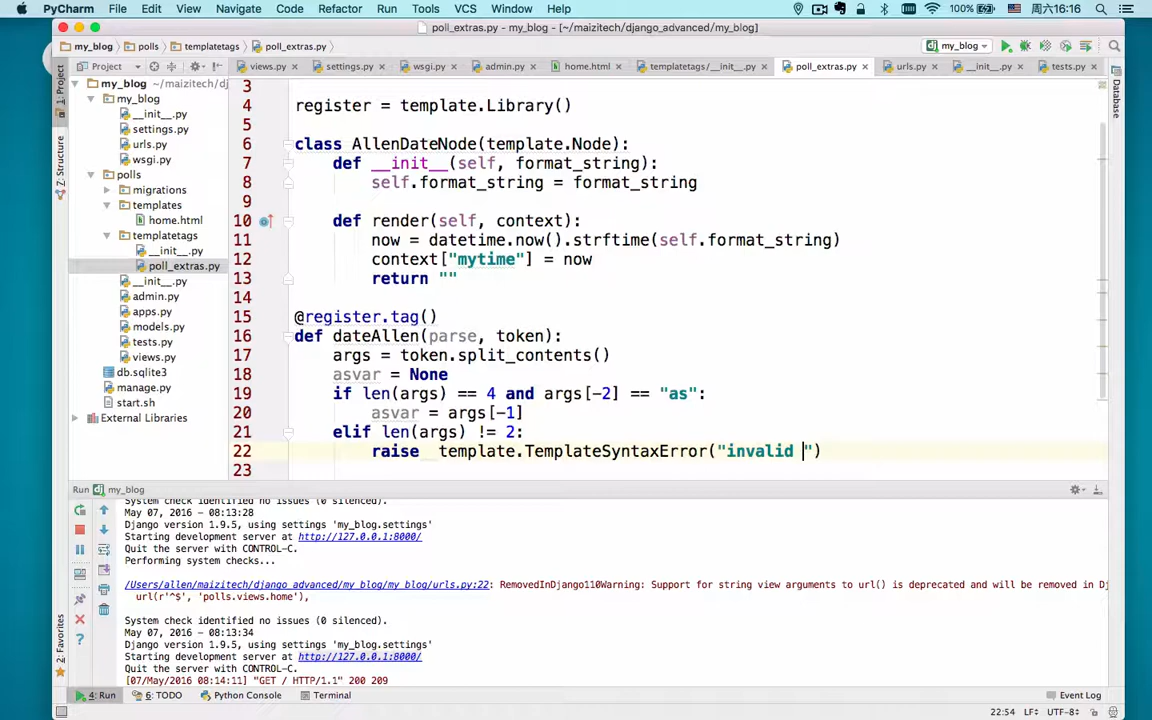 PyCharm File Edit View Navigate Code Refactor Run Tools VCS Window Help 100% 周六16:16
poll_extras.py - my_blog - [~/maizitech/django_advanced/my_blog]
my_blog polls templatetags poll_extras.py my_blog
Project views.py settings.py wsgi.py admin.py home.html templatetags/__init__.py poll_extras.py urls.py __init__.py tests.py
1: Project
Z: Structure
2: Favorites
Database
my_blog ~/maizitech/dj
my_blog
__init__.py
settings.py
urls.py
wsgi.py
polls
migrations
templates
home.html
templatetags
__init__.py
poll_extras.py
__init__.py
admin.py
apps.py
models.py
tests.py
views.py
db.sqlite3
manage.py
start.sh
External Libraries
3
4 register = template.Library()
5
6 class AllenDateNode(template.Node):
7 def __init__(self, format_string):
8 self.format_string = format_string
9
10 def render(self, context):
11 now = datetime.now().strftime(self.format_string)
12 context["mytime"] = now
13 return ""
14
15 @register.tag()
16 def dateAllen(parse, token):
17 args = token.split_contents()
18 asvar = None
19 if len(args) == 4 and args[-2] == "as":
20 asvar = args[-1]
21 elif len(args) != 2:
22 raise template.TemplateSyntaxError("invalid ")
23
Run my_blog
System check identified no issues (0 silenced).
May 07, 2016 - 08:13:28
Django version 1.9.5, using settings 'my_blog.settings'
Starting development server at http://127.0.0.1:8000/
Quit the server with CONTROL-C.
Performing system checks...
/Users/allen/maizitech/django_advanced/my_blog/my_blog/urls.py:22: RemovedInDjango110Warning: Support for string view arguments to url() is deprecated and will be removed in Dj
url(r'^$', 'polls.views.home'),
System check identified no issues (0 silenced).
May 07, 2016 - 08:13:34
Django version 1.9.5, using settings 'my_blog.settings'
Starting development server at http://127.0.0.1:8000/
Quit the server with CONTROL-C.
[07/May/2016 08:14:11] "GET / HTTP/1.1" 200 209
4: Run 6: TODO Python Console Terminal Event Log
22:54 LF UTF-8